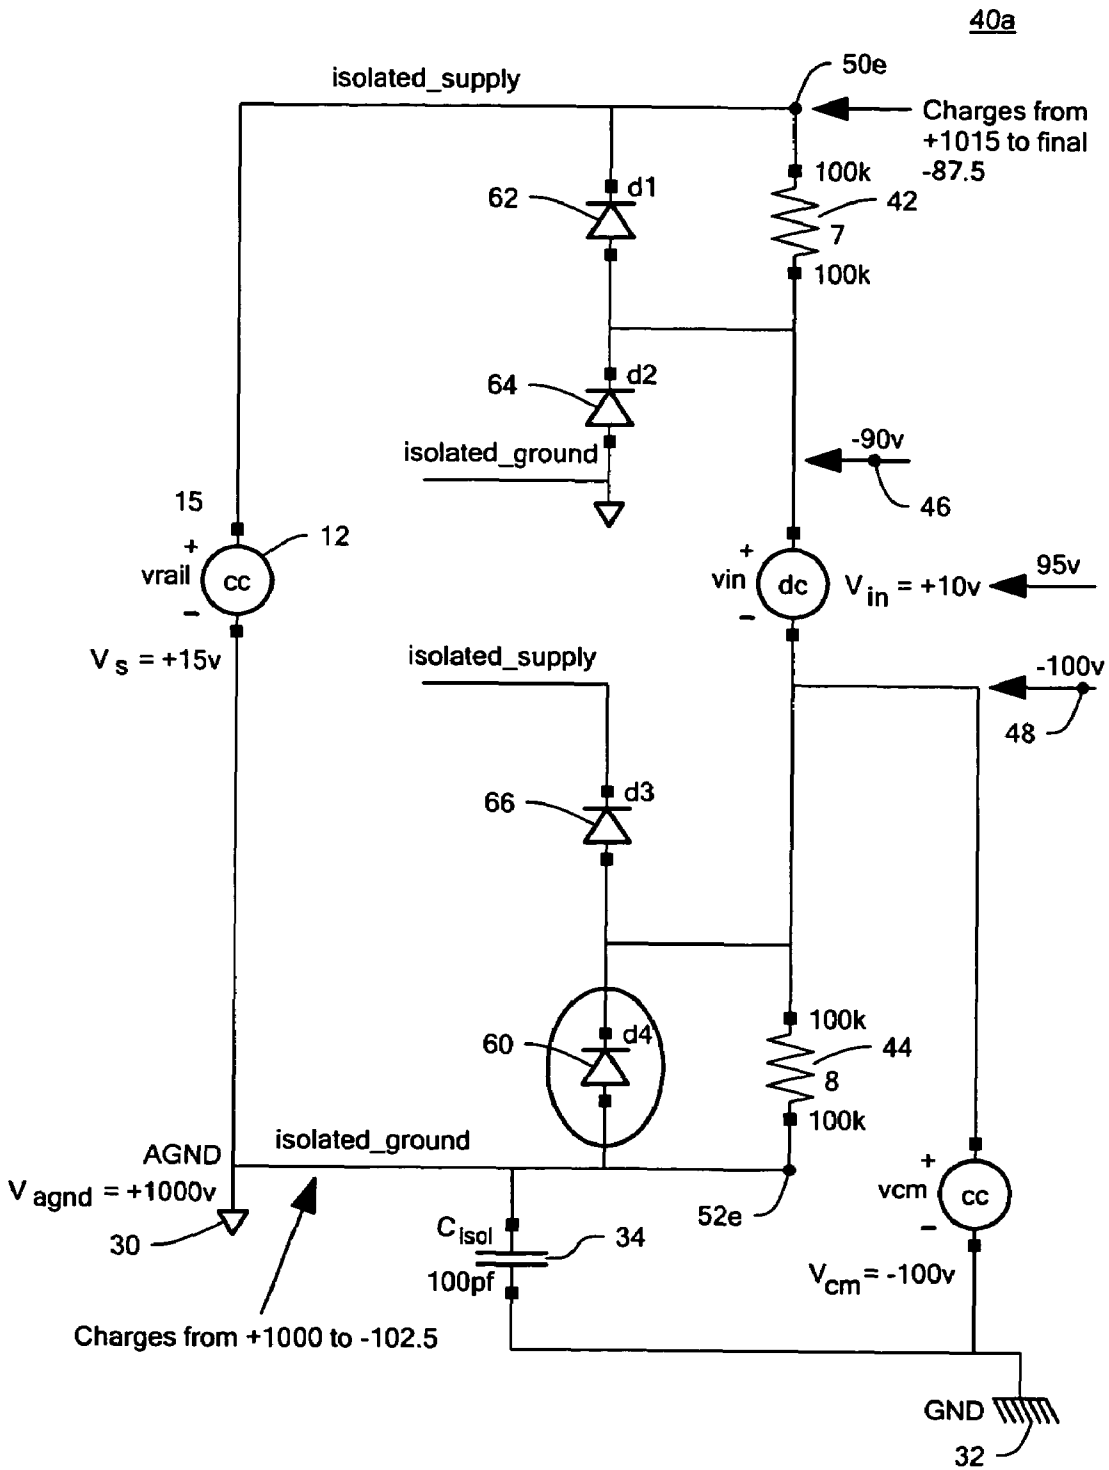 40a
isolated_supply
50e
Charges from
+1015 to final
-87.5
100k
62
d1
42
7
100k
64
d2
-90v
isolated_ground
46
15
12
+
vrail
cc
−
V s = +15v
+
vin
dc
−
V in = +10v
95v
isolated_supply
-100v
48
66
d3
100k
60
d4
44
8
100k
isolated_ground
AGND
V agnd = +1000v
30
52e
+
vcm
cc
−
C isol
34
100pf
Vcm = -100v
Charges from +1000 to -102.5
GND
32